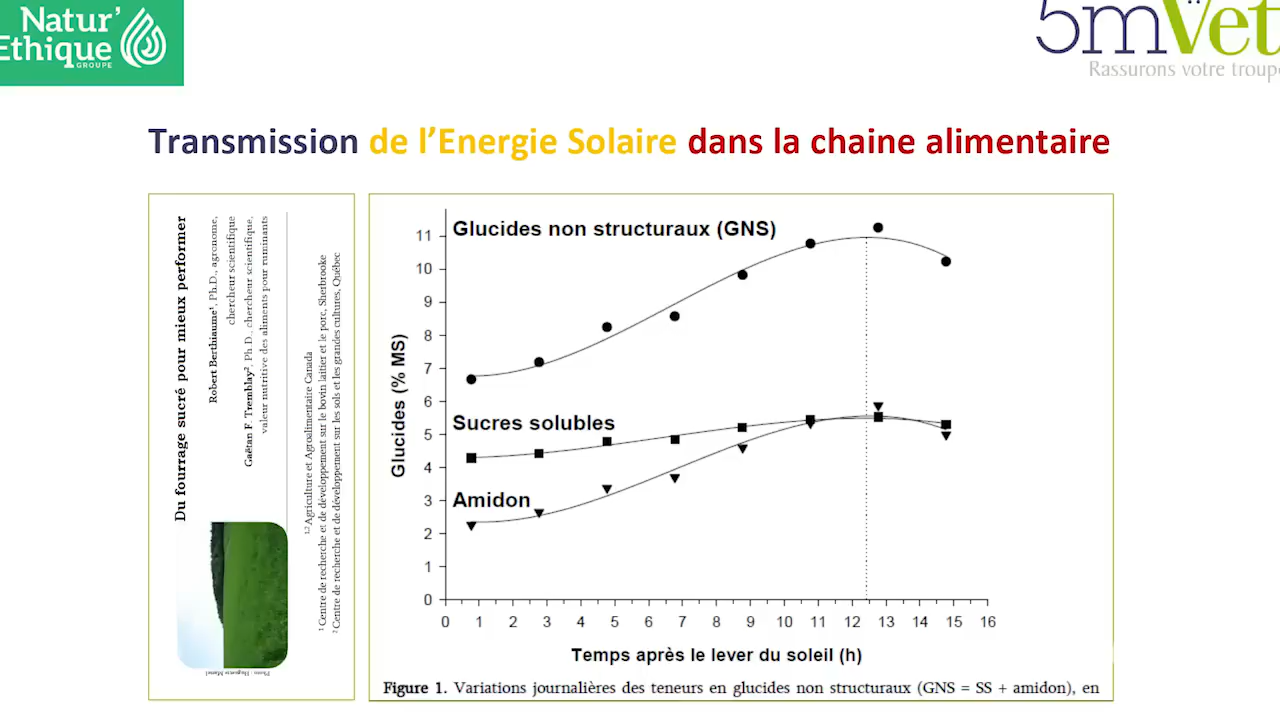 Natur'
Ethique
GROUPE
5mVet
Rassurons votre troupe
Transmission de l'Energie Solaire dans la chaine alimentaire
Du fourrage sucré pour mieux performer
Robert Berthiaume¹, Ph.D., agronome,
chercheur scientifique
Gaëtan F. Tremblay², Ph.D., chercheur scientifique,
valeur nutritive des aliments pour ruminants
1,2 Agriculture et Agroalimentaire Canada
¹ Centre de recherche et de développement sur le bovin laitier et le porc, Sherbrooke
² Centre de recherche et de développement sur les sols et les grandes cultures, Québec
Glucides non structuraux (GNS)
Sucres solubles
Amidon
Glucides (% MS)
11
10
9
8
7
6
5
4
3
2
1
0
0 1 2 3 4 5 6 7 8 9 10 11 12 13 14 15 16
Temps après le lever du soleil (h)
Figure 1. Variations journalières des teneurs en glucides non structuraux (GNS = SS + amidon), en